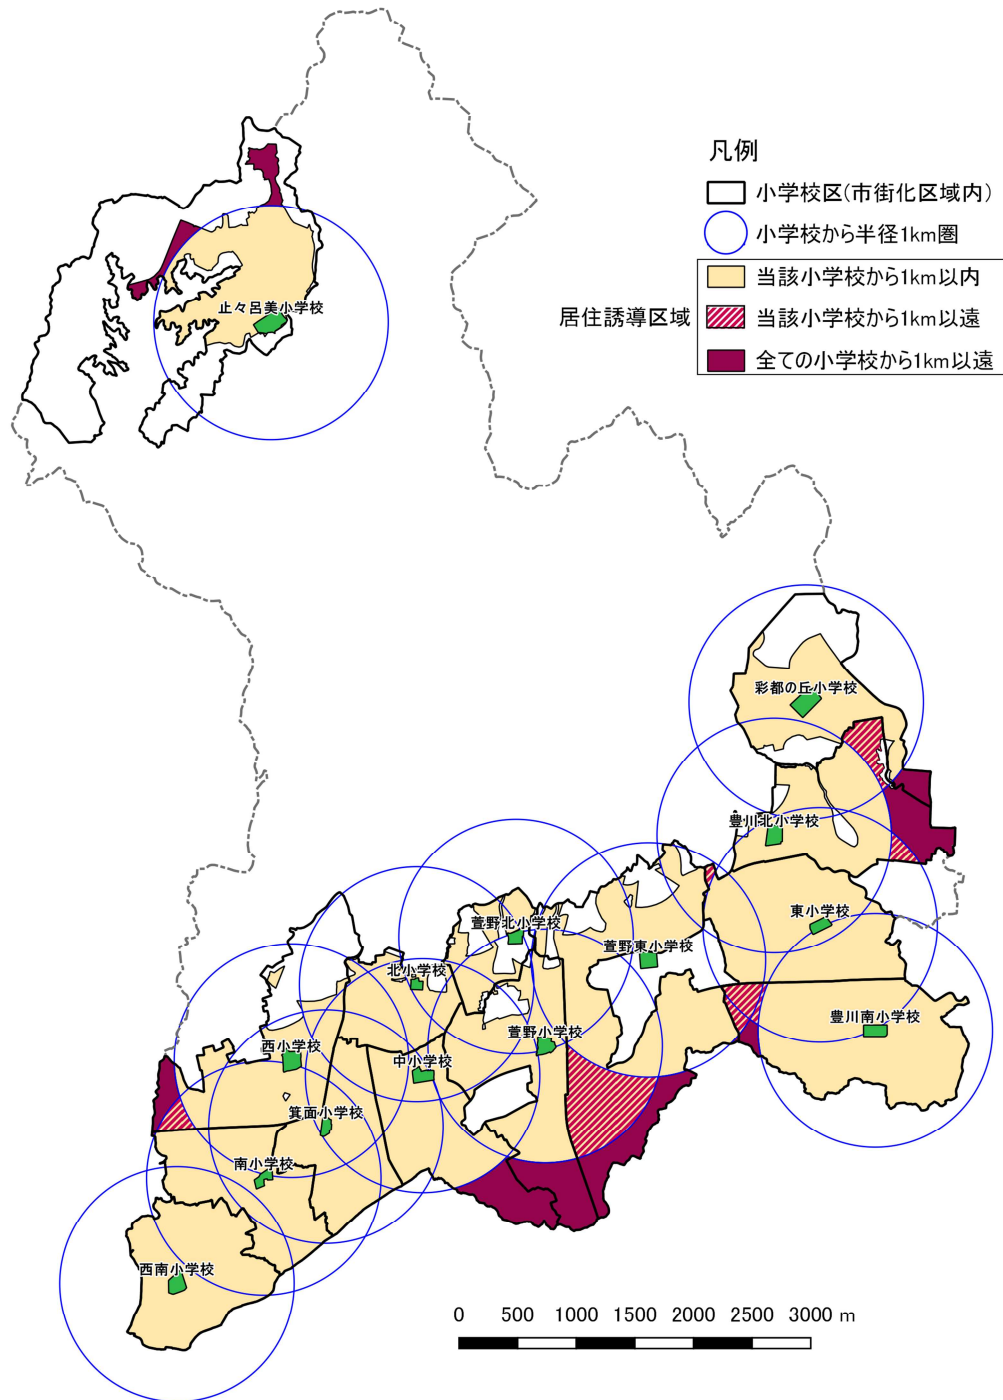 凡例
小学校区(市街化区域内)
小学校から半径1km圏
居住誘導区域
当該小学校から1km以内
当該小学校から1km以遠
全ての小学校から1km以遠
止々呂美小学校
彩都の丘小学校
豊川北小学校
東小学校
萱野北小学校
萱野東小学校
北小学校
豊川南小学校
萱野小学校
西小学校
中小学校
箕面小学校
南小学校
西南小学校
0 500 1000 1500 2000 2500 3000 m